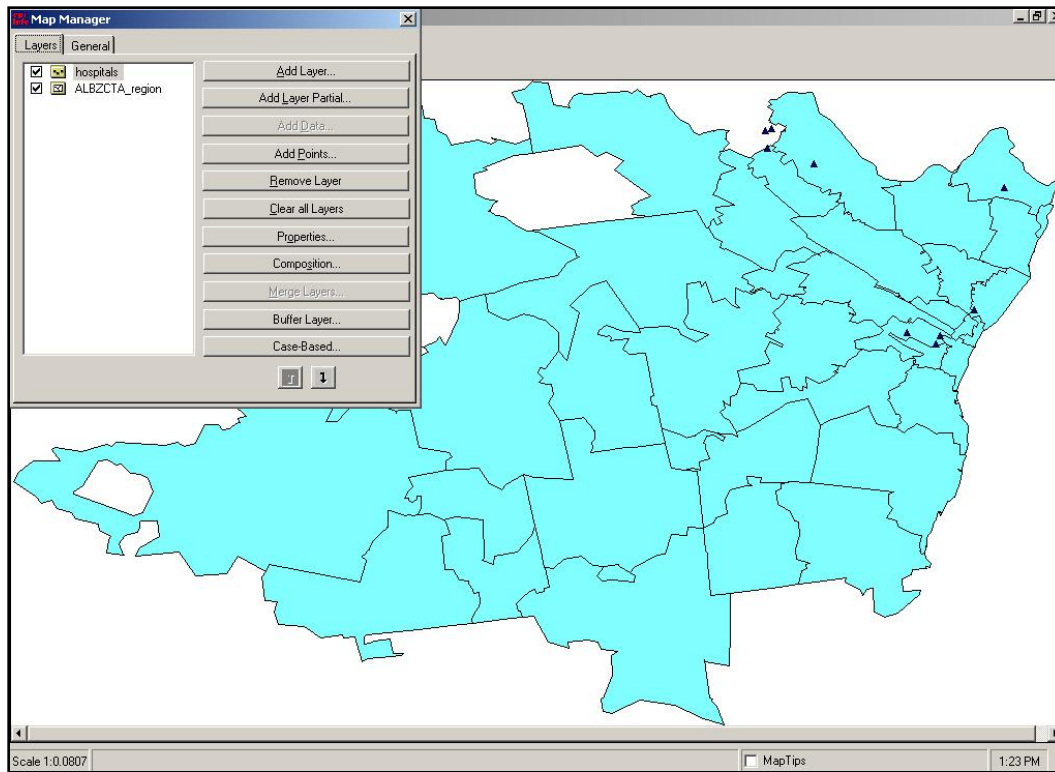 Map Manager
Layers General
hospitals
ALBZCTA_region
Add Layer...
Add Layer Partial...
Add Data...
Add Points...
Remove Layer
Clear all Layers
Properties...
Composition...
Merge Layers...
Buffer Layer...
Case-Based...
Scale 1:0.0807
MapTips
1:23 PM